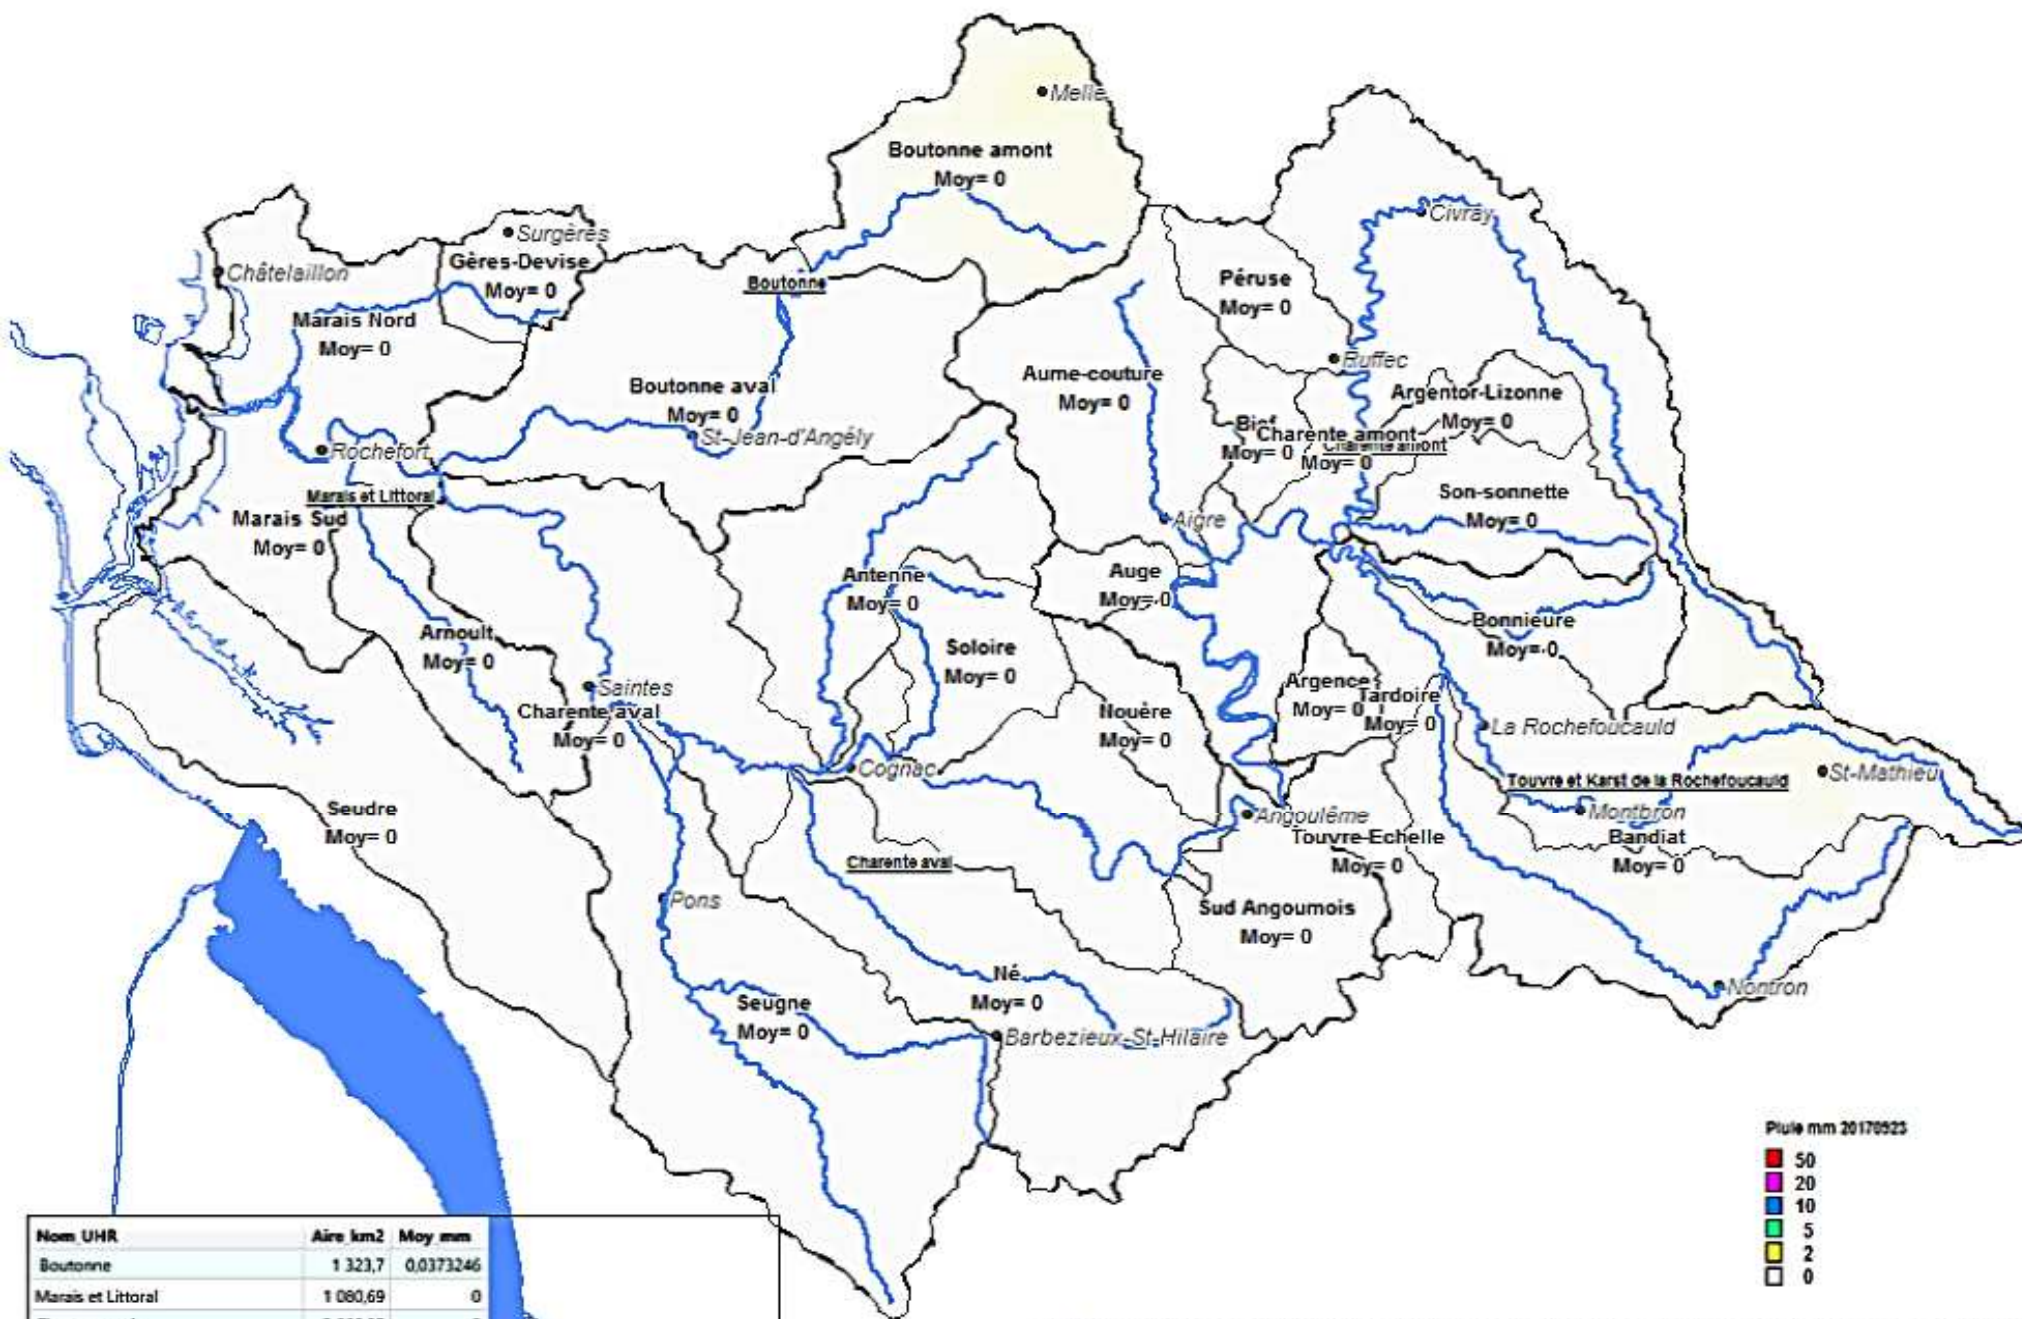 Melle
Boutonne amont
Moy= 0
Civray
Surgères
Châtelaillon
Gères-Devise
Moy= 0
Boutonne
Péruse
Moy= 0
Marais Nord
Moy= 0
Ruffec
Aume-couture
Moy= 0
Boutonne aval
Moy= 0
Argentor-Lizonne
Moy= 0
St-Jean-d'Angély
Bief
Moy= 0
Charente amont
Charente amont
Moy= 0
Rochefort
Marais et Littoral
Son-sonnette
Moy= 0
Marais Sud
Moy= 0
Aigre
Antenne
Moy= 0
Auge
Moy= 0
Bonnieure
Moy= 0
Arnoult
Moy= 0
Soloire
Moy= 0
Saintes
Argence
Moy= 0
Tardoire
Moy= 0
Charente aval
Moy= 0
Nouère
Moy= 0
La Rochefoucauld
Cognac
St-Mathieu
Touvre et Karst de la Rochefoucauld
Seudre
Moy= 0
Angoulême
Montbron
Touvre-Echelle
Moy= 0
Bandiat
Moy= 0
Charente aval
Pons
Sud Angoumois
Moy= 0
Né
Moy= 0
Nontron
Seugne
Moy= 0
Barbezieux-St-Hilaire
Pluie mm 20170923
50
20
10
5
2
0
Nom_UHR Aire_km2 Moy_mm
Boutonne 1 323,7 0,0373246
Marais et Littoral 1 080,69 0